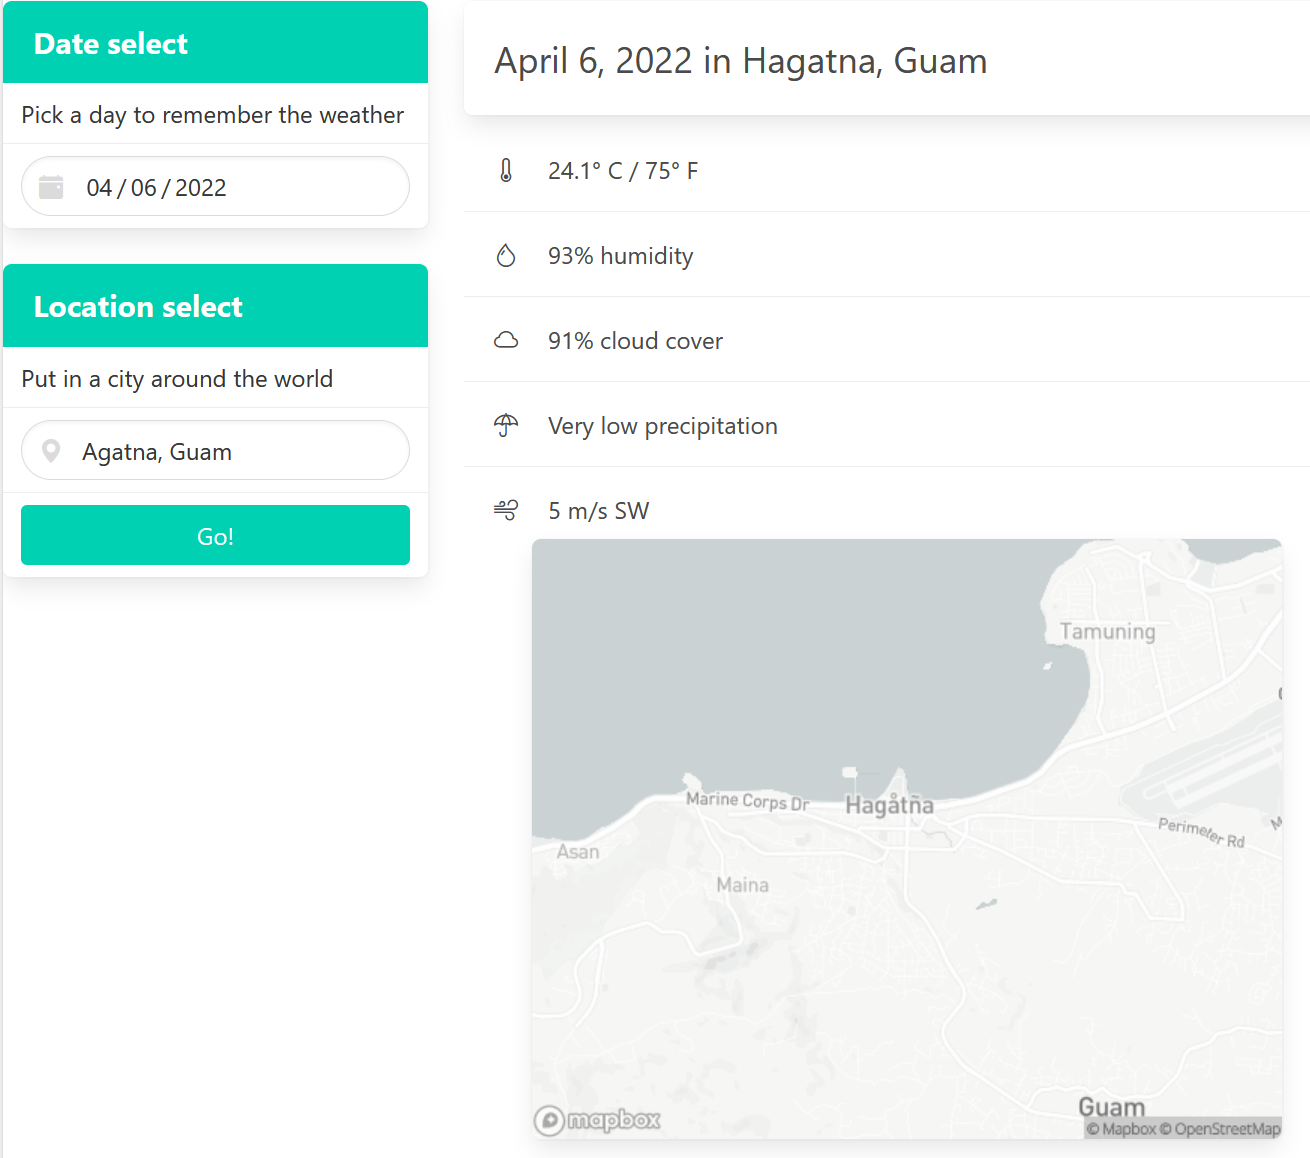 Date select
Pick a day to remember the weather
04 / 06 / 2022
Location select
Put in a city around the world
Agatna, Guam
Go!
April 6, 2022 in Hagatna, Guam
24.1° C / 75° F
93% humidity
91% cloud cover
Very low precipitation
5 m/s SW
Tamuning
Marine Corps Dr
Hagåtña
Perimeter Rd
M
Asan
Maina
Guam
mapbox
© Mapbox © OpenStreetMap